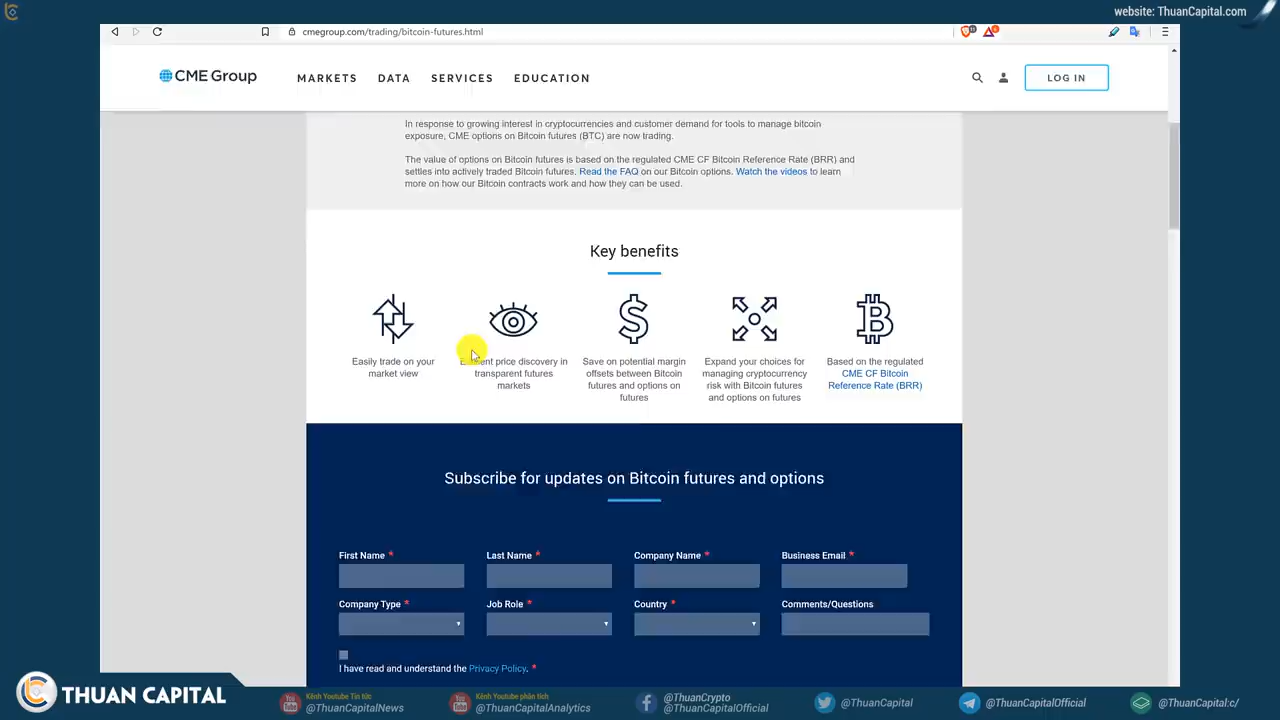 website: ThuanCapital.com
cmegroup.com/trading/bitcoin-futures.html
CME Group
MARKETS DATA SERVICES EDUCATION
LOG IN
In response to growing interest in cryptocurrencies and customer demand for tools to manage bitcoin
exposure, CME options on Bitcoin futures (BTC) are now trading.
The value of options on Bitcoin futures is based on the regulated CME CF Bitcoin Reference Rate (BRR) and
settles into actively traded Bitcoin futures. Read the FAQ on our Bitcoin options. Watch the videos to learn
more on how our Bitcoin contracts work and how they can be used.
Key benefits
Easily trade on your
market view
price discovery in
transparent futures
markets
Save on potential margin
offsets between Bitcoin
futures and options on
futures
Expand your choices for
managing cryptocurrency
risk with Bitcoin futures
and options on futures
Based on the regulated
CME CF Bitcoin
Reference Rate (BRR)
Subscribe for updates on Bitcoin futures and options
First Name *
Last Name *
Company Name *
Business Email *
Company Type *
Job Role *
Country *
Comments/Questions
I have read and understand the Privacy Policy. *
THUAN CAPITAL
Kênh Youtube Tin tức
@ThuanCapitalNews
Kênh Youtube phân tích
@ThuanCapitalAnalytics
@ThuanCrypto
@ThuanCapitalOfficial
@ThuanCapital
@ThuanCapitalOfficial
@ThuanCapital:c/